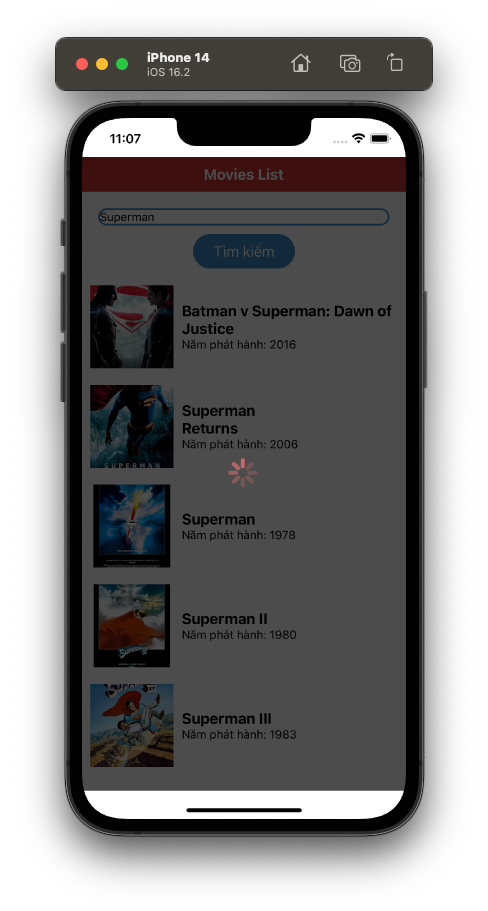 iPhone 14
iOS 16.2
11:07
Movies List
Superman
Tìm kiếm
Batman v Superman: Dawn of
Justice
Năm phát hành: 2016
Superman
Returns
Năm phát hành: 2006
SUPERMAN
Superman
Năm phát hành: 1978
Superman II
Năm phát hành: 1980
Superman III
Năm phát hành: 1983